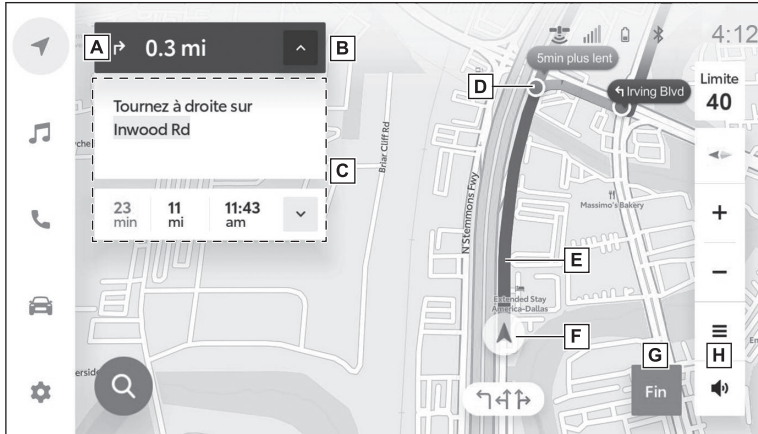 A
0.3 mi
B
4:12
5min plus lent
Limite
40
D
Irving Blvd
Tournez à droite sur
Inwood Rd
C
Briar Cliff Rd
N Stemmons Fwy
Massimo's Bakery
23
min
11
mi
11:43
am
E
Extended Stay
America-Dallas
F
G
H
Fin